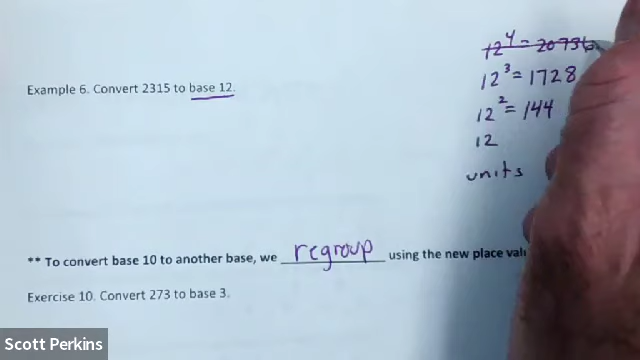 12⁴ = 20736
Example 6. Convert 2315 to base 12.
12³ = 1728
12² = 144
12
units
** To convert base 10 to another base, we regroup using the new place val
Exercise 10. Convert 273 to base 3.
Scott Perkins